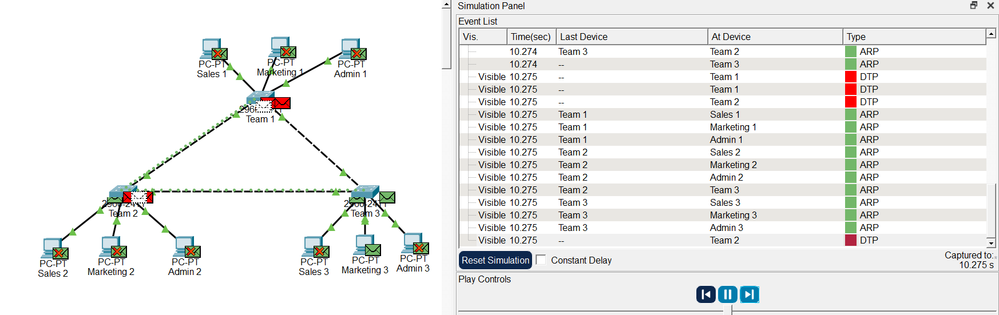 PC-PT
Sales 1
PC-PT
Marketing 1
PC-PT
Admin 1
Team 1
Team 2
Team 3
PC-PT
Sales 2
PC-PT
Marketing 2
PC-PT
Admin 2
PC-PT
Sales 3
PC-PT
Marketing 3
PC-PT
Admin 3
Simulation Panel
Event List
Vis. Time(sec) Last Device At Device Type
10.274 Team 3 Team 2 ARP
10.274 -- Team 3 ARP
Visible 10.275 -- Team 1 DTP
Visible 10.275 -- Team 1 DTP
Visible 10.275 -- Team 2 DTP
Visible 10.275 Team 1 Sales 1 ARP
Visible 10.275 Team 1 Marketing 1 ARP
Visible 10.275 Team 1 Admin 1 ARP
Visible 10.275 Team 2 Sales 2 ARP
Visible 10.275 Team 2 Marketing 2 ARP
Visible 10.275 Team 2 Admin 2 ARP
Visible 10.275 Team 2 Team 3 ARP
Visible 10.275 Team 3 Sales 3 ARP
Visible 10.275 Team 3 Marketing 3 ARP
Visible 10.275 Team 3 Admin 3 ARP
Visible 10.275 -- Team 2 DTP
Reset Simulation Constant Delay
Captured to:
10.275 s
Play Controls